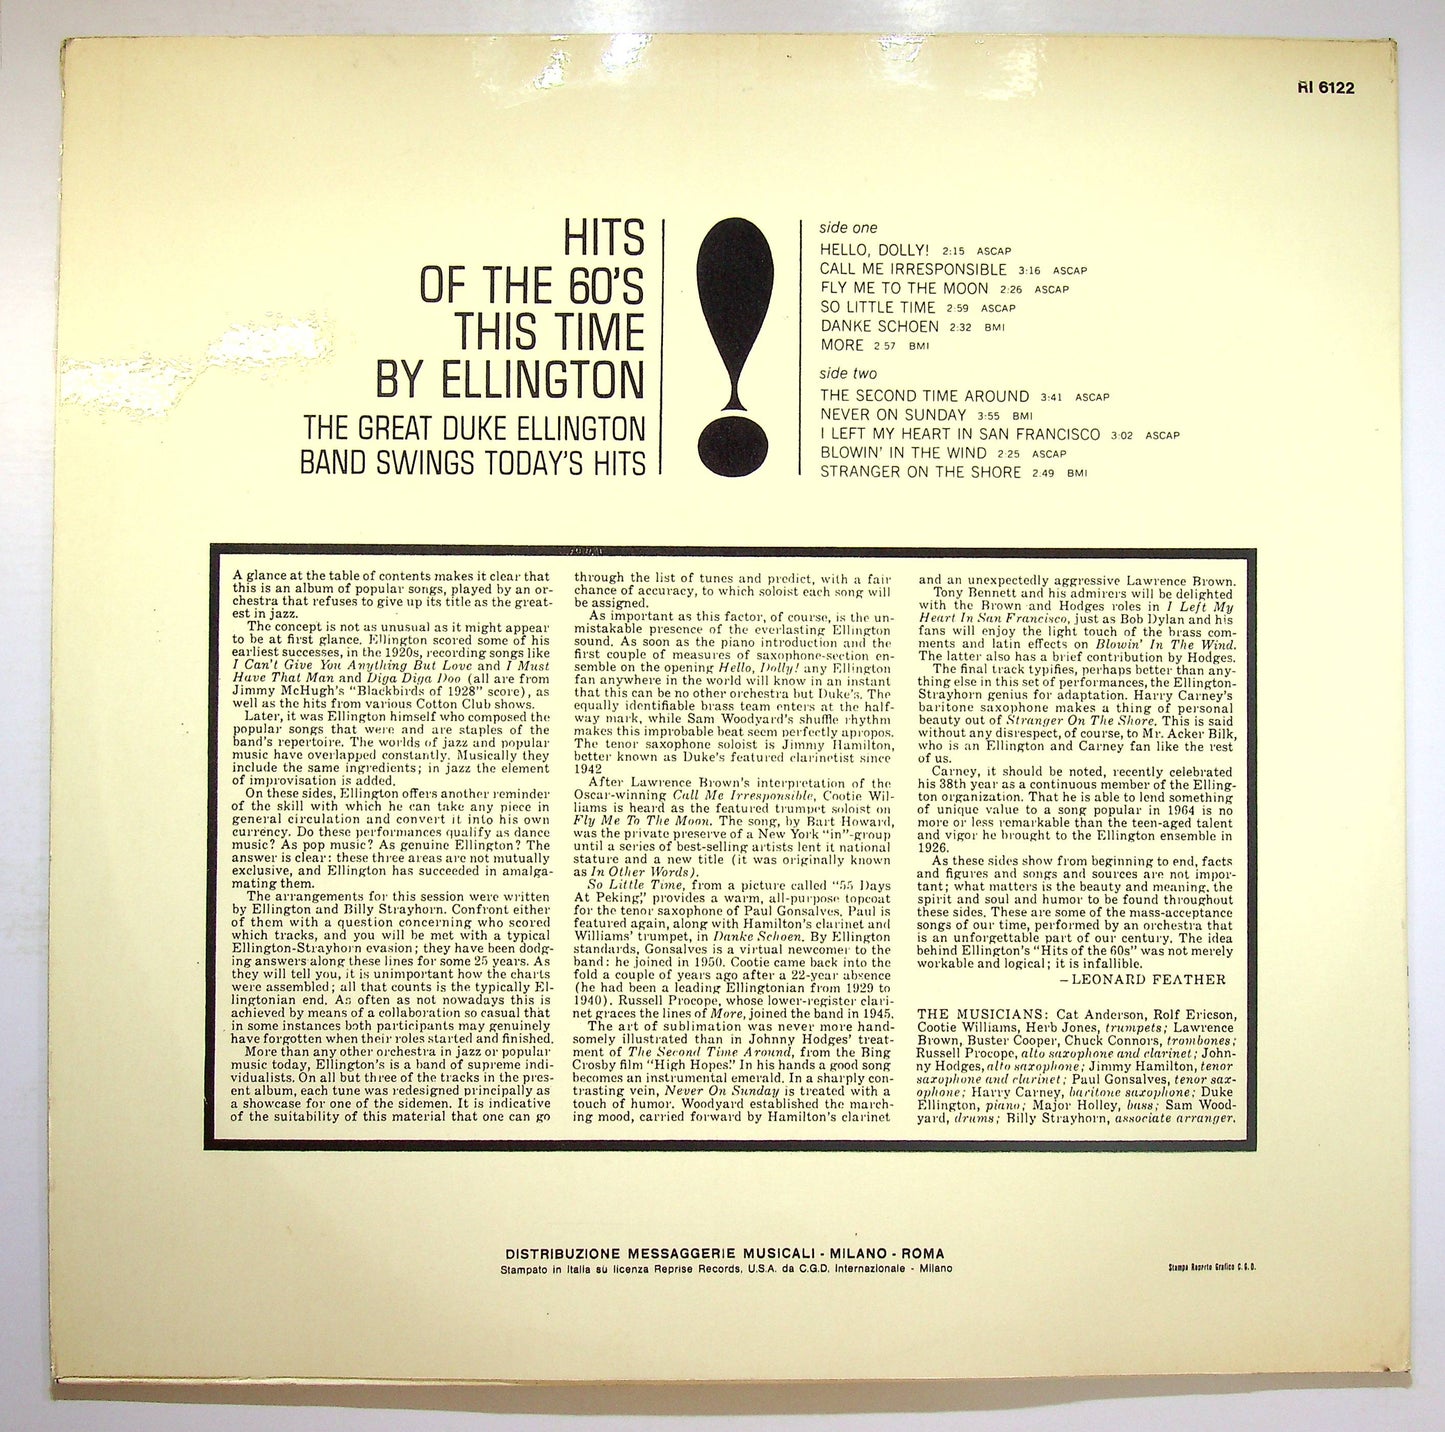 RI 6122
HITS
OF THE 60'S
THIS TIME
BY ELLINGTON
THE GREAT DUKE ELLINGTON
BAND SWINGS TODAY'S HITS
side one
HELLO, DOLLY! 2:15 ASCAP
CALL ME IRRESPONSIBLE 3:16 ASCAP
FLY ME TO THE MOON 2:26 ASCAP
SO LITTLE TIME 2:59 ASCAP
DANKE SCHOEN 2:32 BMI
MORE 2 57 BMI
side two
THE SECOND TIME AROUND 3:41 ASCAP
NEVER ON SUNDAY 3:55 BMI
I LEFT MY HEART IN SAN FRANCISCO 3:02 ASCAP
BLOWIN' IN THE WIND 2:25 ASCAP
STRANGER ON THE SHORE 2.49 BMI
A glance at the table of contents makes it clear that
this is an album of popular songs, played by an or-
chestra that refuses to give up its title as the great-
est in jazz.
The concept is not as unusual as it might appear
to be at first glance. Ellington scored some of his
earliest successes, in the 1920s, recording songs like
I Can't Give You Anything But Love and I Must
Have That Man and Diga Diga Doo (all are from
Jimmy McHugh's "Blackbirds of 1928" score), as
well as the hits from various Cotton Club shows.
Later, it was Ellington himself who composed the
popular songs that were and are staples of the
band's repertoire. The worlds of jazz and popular
music have overlapped constantly. Musically they
include the same ingredients; in jazz the element
of improvisation is added.
On these sides, Ellington offers another reminder
of the skill with which he can take any piece in
general circulation and convert it into his own
currency. Do these performances qualify as dance
music? As pop music? As genuine Ellington? The
answer is clear: these three areas are not mutually
exclusive, and Ellington has succeeded in amalga-
mating them.
The arrangements for this session were written
by Ellington and Billy Strayhorn. Confront either
of them with a question concerning who scored
which tracks, and you will be met with a typical
Ellington-Strayhorn evasion; they have been dodg-
ing answers along these lines for some 25 years. As
they will tell you, it is unimportant how the charts
were assembled; all that counts is the typically El-
lingtonian end. As often as not nowadays this is
achieved by means of a collaboration so casual that
in some instances both participants may genuinely
have forgotten when their roles started and finished.
More than any other orchestra in jazz or popular
music today, Ellington's is a band of supreme indi-
vidualists. On all but three of the tracks in the pres-
ent album, each tune was redesigned principally as
a showcase for one of the sidemen. It is indicative
of the suitability of this material that one can go
through the list of tunes and predict, with a fair
chance of accuracy, to which soloist each song will
be assigned.
As important as this factor, of course, is the un-
mistakable presence of the everlasting Ellington
sound. As soon as the piano introduction and the
first couple of measures of saxophone-section en-
semble on the opening Hello, Dolly! any Ellington
fan anywhere in the world will know in an instant
that this can be no other orchestra but Duke's. The
equally identifiable brass team enters at the half-
way mark, while Sam Woodyard's shuffle rhythm
makes this improbable beat seem perfectly apropos.
The tenor saxophone soloist is Jimmy Hamilton,
better known as Duke's featured clarinetist since
1942
After Lawrence Brown's interpretation of the
Oscar-winning Call Me Irresponsible, Cootie Wil-
liams is heard as the featured trumpet soloist on
Fly Me To The Moon. The song, by Bart Howard,
was the private preserve of a New York "in"-group
until a series of best-selling artists lent it national
stature and a new title (it was originally known
as In Other Words).
So Little Time, from a picture called "55 Days
At Peking," provides a warm, all-purpose topcoat
for the tenor saxophone of Paul Gonsalves. Paul is
featured again, along with Hamilton's clarinet and
Williams' trumpet, in Danke Schoen. By Ellington
standards, Gonsalves is a virtual newcomer to the
band: he joined in 1950. Cootie came back into the
fold a couple of years ago after a 22-year absence
(he had been a leading Ellingtonian from 1929 to
1940). Russell Procope, whose lower-register clari-
net graces the lines of More, joined the band in 1945.
The art of sublimation was never more hand-
somely illustrated than in Johnny Hodges' treat-
ment of The Second Time Around, from the Bing
Crosby film "High Hopes." In his hands a good song
becomes an instrumental emerald. In a sharply con-
trasting vein, Never On Sunday is treated with a
touch of humor. Woodyard established the march-
ing mood, carried forward by Hamilton's clarinet
and an unexpectedly aggressive Lawrence Brown.
Tony Bennett and his admirers will be delighted
with the Brown and Hodges roles in I Left My
Heart In San Francisco, just as Bob Dylan and his
fans will enjoy the light touch of the brass com-
ments and latin effects on Blowin' In The Wind.
The latter also has a brief contribution by Hodges.
The final track typifies, perhaps better than any-
thing else in this set of performances, the Ellington-
Strayhorn genius for adaptation. Harry Carney's
baritone saxophone makes a thing of personal
beauty out of Stranger On The Shore. This is said
without any disrespect, of course, to Mr. Acker Bilk,
who is an Ellington and Carney fan like the rest
of us.
Carney, it should be noted, recently celebrated
his 38th year as a continuous member of the Elling-
ton organization. That he is able to lend something
of unique value to a song popular in 1964 is no
more or less remarkable than the teen-aged talent
and vigor he brought to the Ellington ensemble in
1926.
As these sides show from beginning to end, facts
and figures and songs and sources are not impor-
tant; what matters is the beauty and meaning, the
spirit and soul and humor to be found throughout
these sides. These are some of the mass-acceptance
songs of our time, performed by an orchestra that
is an unforgettable part of our century. The idea
behind Ellington's "Hits of the 60s" was not merely
workable and logical; it is infallible.
—LEONARD FEATHER
THE MUSICIANS: Cat Anderson, Rolf Ericson,
Cootie Williams, Herb Jones, trumpets; Lawrence
Brown, Buster Cooper, Chuck Connors, trombones;
Russell Procope, alto saxophone and clarinet; John-
ny Hodges, alto saxophone; Jimmy Hamilton, tenor
saxophone and clarinet; Paul Gonsalves, tenor sax-
ophone; Harry Carney, baritone saxophone; Duke
Ellington, piano; Major Holley, bass; Sam Wood-
yard, drums; Billy Strayhorn, associate arranger.
DISTRIBUZIONE MESSAGGERIE MUSICALI - MILANO - ROMA
Stampato in Italia su licenza Reprise Records, U.S.A. da C.G.D. Internazionale - Milano
Stampa Reparto Grafico C.G.D.